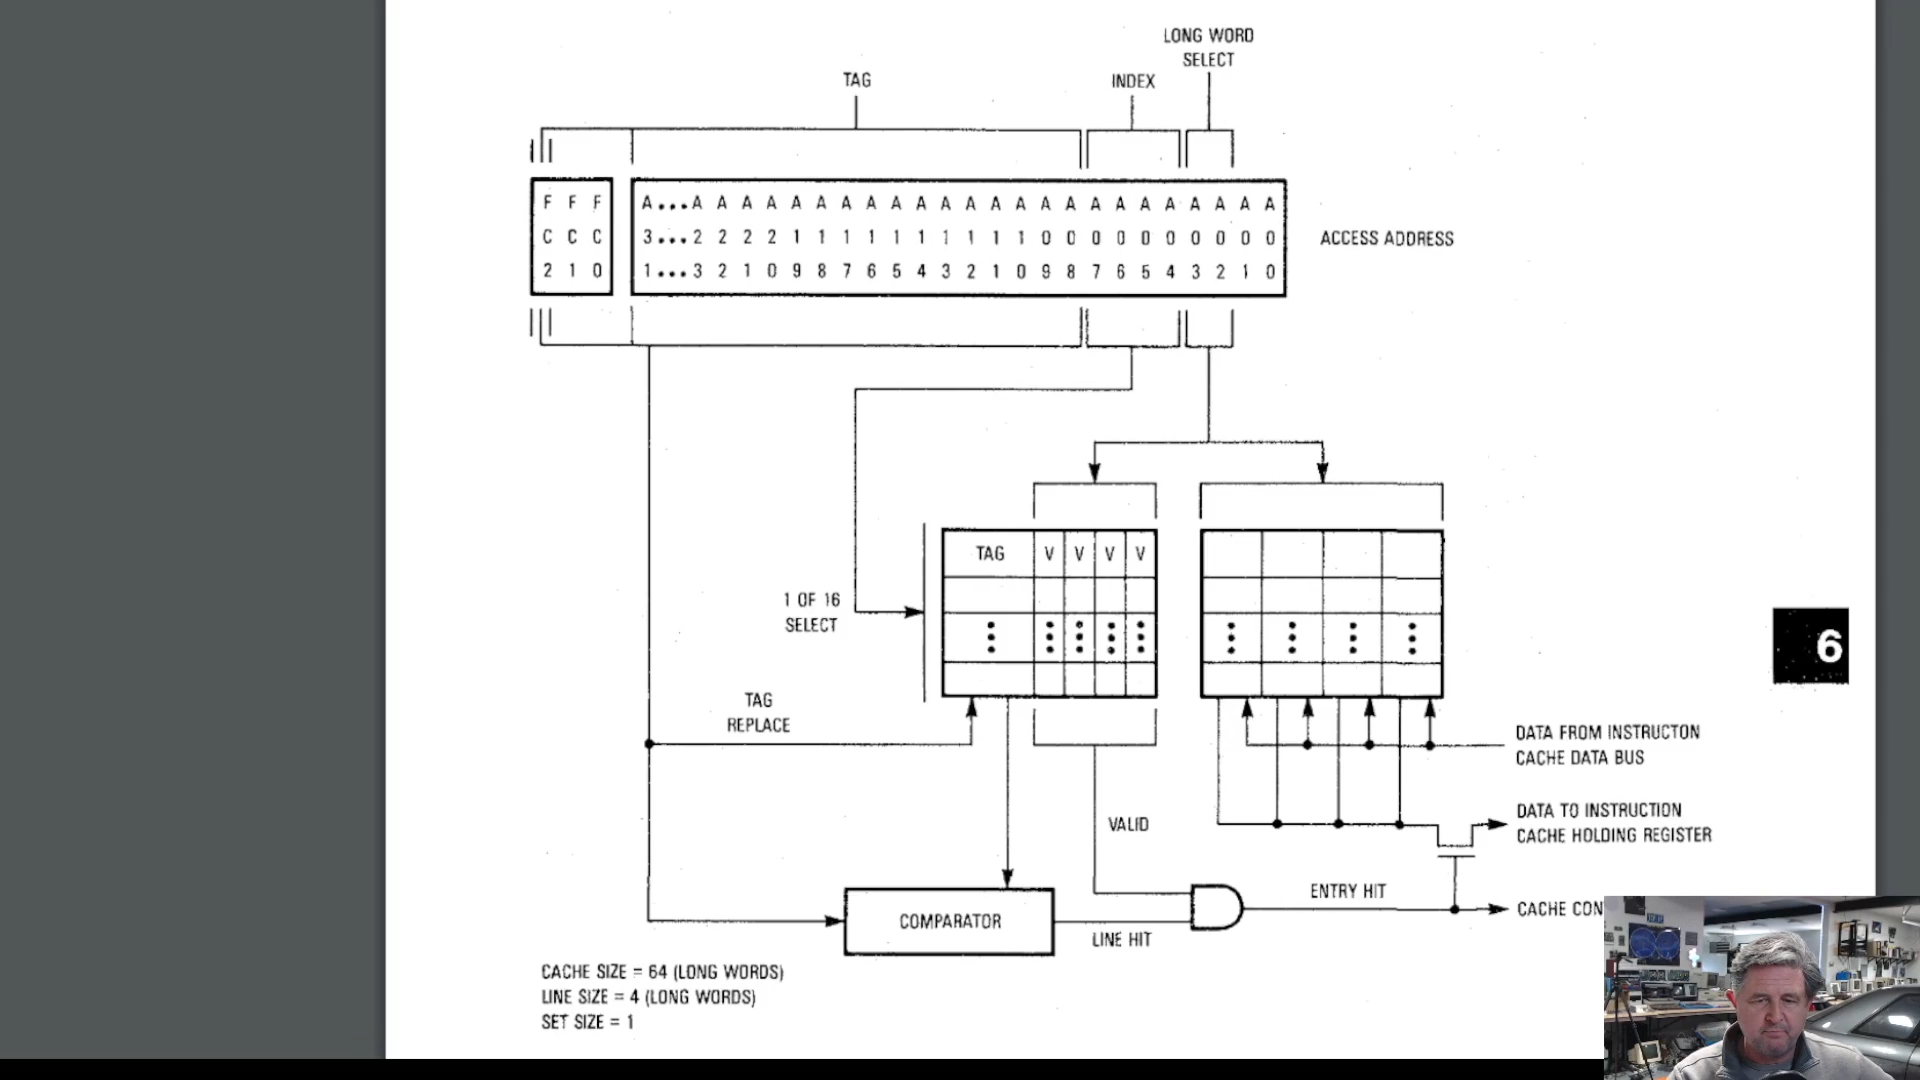 LONG WORD
SELECT
TAG
INDEX
F F F A...A A A A A A A A A A A A A A A A A A A A A A A A
C C C 3...2 2 2 2 1 1 1 1 1 1 1 1 1 1 0 0 0 0 0 0 0 0 0 0
2 1 0 1...3 2 1 0 9 8 7 6 5 4 3 2 1 0 9 8 7 6 5 4 3 2 1 0
ACCESS ADDRESS
TAG V V V V
1 OF 16
SELECT
6
TAG
REPLACE
DATA FROM INSTRUCTON
CACHE DATA BUS
VALID
DATA TO INSTRUCTION
CACHE HOLDING REGISTER
ENTRY HIT
CACHE CON
COMPARATOR
LINE HIT
CACHE SIZE = 64 (LONG WORDS)
LINE SIZE = 4 (LONG WORDS)
SET SIZE = 1